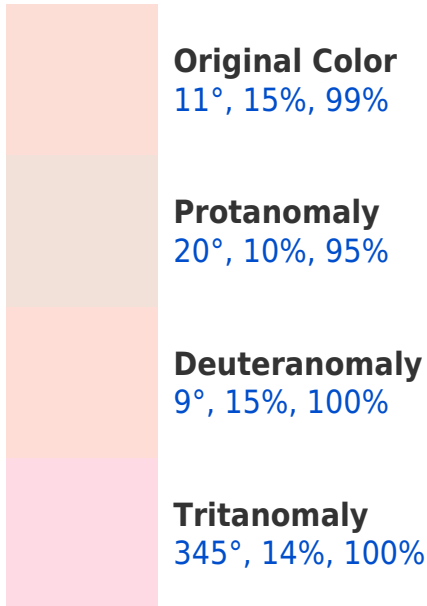 Original Color
11°, 15%, 99%
Protanomaly
20°, 10%, 95%
Deuteranomaly
9°, 15%, 100%
Tritanomaly
345°, 14%, 100%